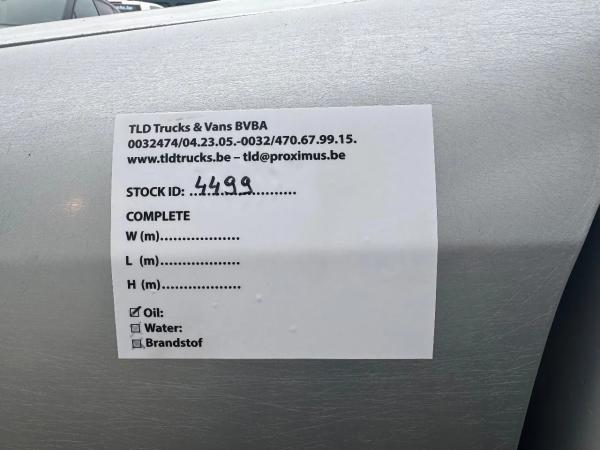 TLD Trucks & Vans BVBA
0032474/04.23.05.-0032/470.67.99.15.
www.tldtrucks.be – tld@proximus.be
STOCK ID: 4499
COMPLETE
W (m)..................
L (m)..................
H (m)..................
☑ Oil:
☐ Water:
☐ Brandstof